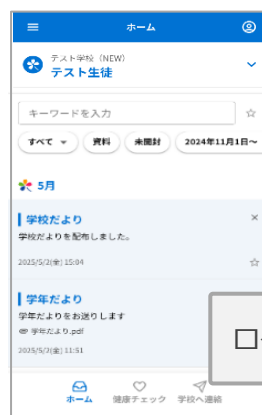 ホーム
テスト学校（NEW）
テスト生徒
キーワードを入力
すべて
資料
未開封
2024年11月1日～
5月
学校だより
学校だよりを配布しました。
2025/5/2(金) 15:04
学年だより
学年だよりをお送りします
学年だより.pdf
2025/5/2(金) 11:51
ホーム
健康チェック
学校へ連絡